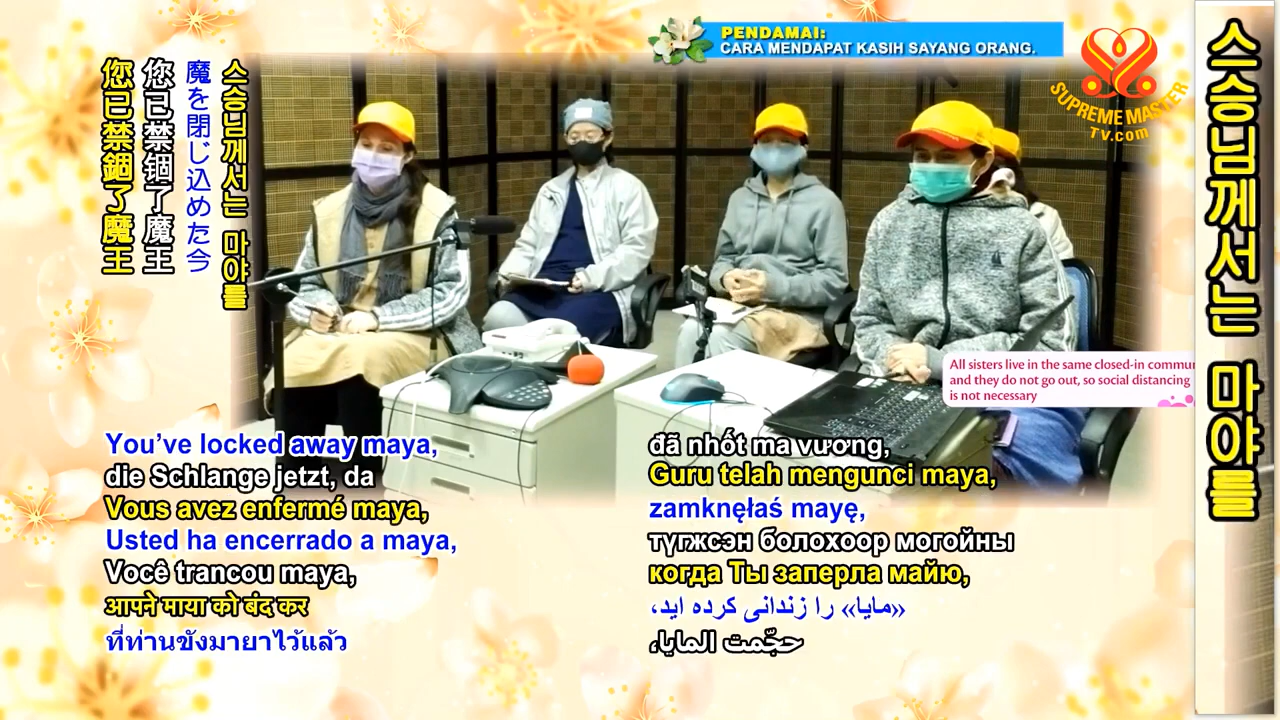 PENDAMAI:
CARA MENDAPAT KASIH SAYANG ORANG.
SUPREME MASTER
TV.com
스승님께서는 마야를
스승님께서는 마야를
魔を閉じ込めた今
您已禁锢了魔王
您已禁錮了魔王
All sisters live in the same closed-in commun
and they do not go out, so social distancing
is not necessary
You've locked away maya,
die Schlange jetzt, da
Vous avez enfermé maya,
Usted ha encerrado a maya,
Você trancou maya,
आपने माया को बंद कर
ที่ท่านขังมายาไว้แล้ว
đã nhốt ma vương,
Guru telah mengunci maya,
zamknęłaś mayę,
түгжсэн болохоор могойны
когда Ты заперла майю,
«مایا» را زندانی کرده اید،
حجّمت المايا،